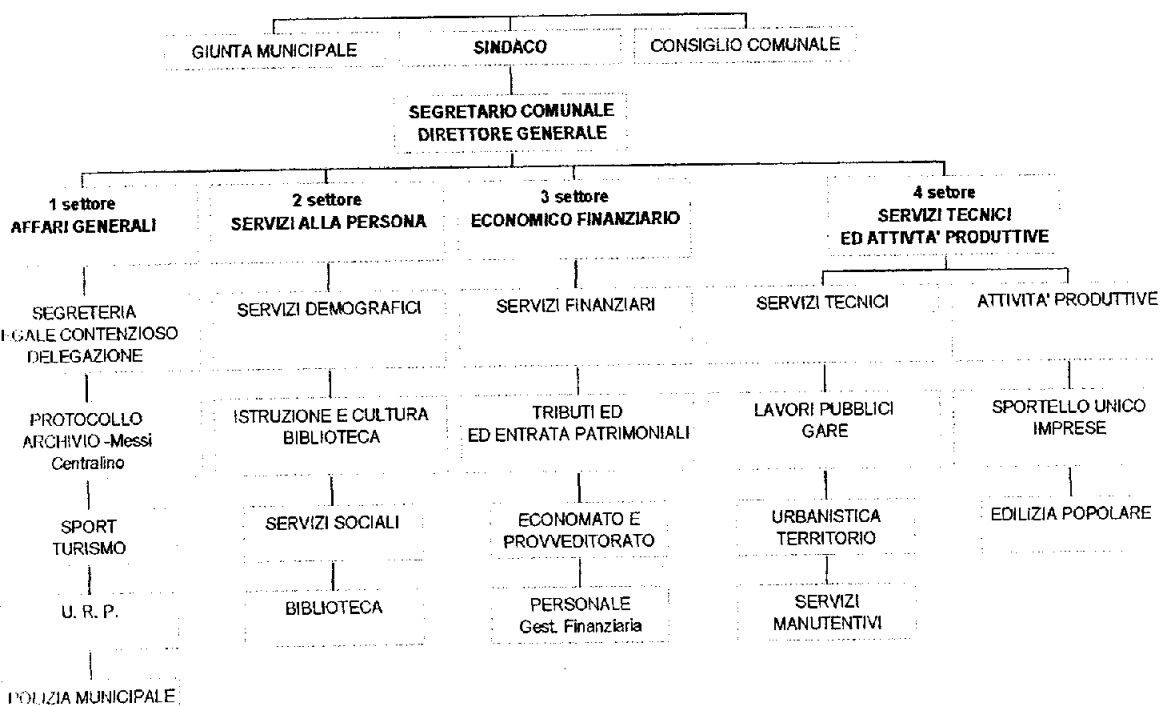 GIUNTA MUNICIPALE
SINDACO
CONSIGLIO COMUNALE
SEGRETARIO COMUNALE
DIRETTORE GENERALE
1 settore
AFFARI GENERALI
2 settore
SERVIZI ALLA PERSONA
3 settore
ECONOMICO FINANZIARIO
4 setore
SERVIZI TECNICI
ED ATTIVTA' PRODUTTIVE
SEGRETERIA
EGALE CONTENZIOSO
DELEGAZIONE
SERVIZI DEMOGRAFICI
SERVIZI FINANZIARI
SERVIZI TECNICI
ATTIVITA' PRODUTTIVE
PROTOCOLLO
ARCHIVIO -Messi
Centralino
ISTRUZIONE E CULTURA
BIBLIOTECA
TRIBUTI ED
ED ENTRATA PATRIMONIALI
LAVORI PUBBLICI
GARE
SPORTELLO UNICO
IMPRESE
SPORT
TURISMO
SERVIZI SOCIALI
ECONOMATO E
PROVVEDITORATO
URBANISTICA
TERRITORIO
EDILIZIA POPOLARE
U. R. P.
BIBLIOTECA
PERSONALE
Gest. Finanziaria
SERVIZI
MANUTENTIVI
POLIZIA MUNICIPALE